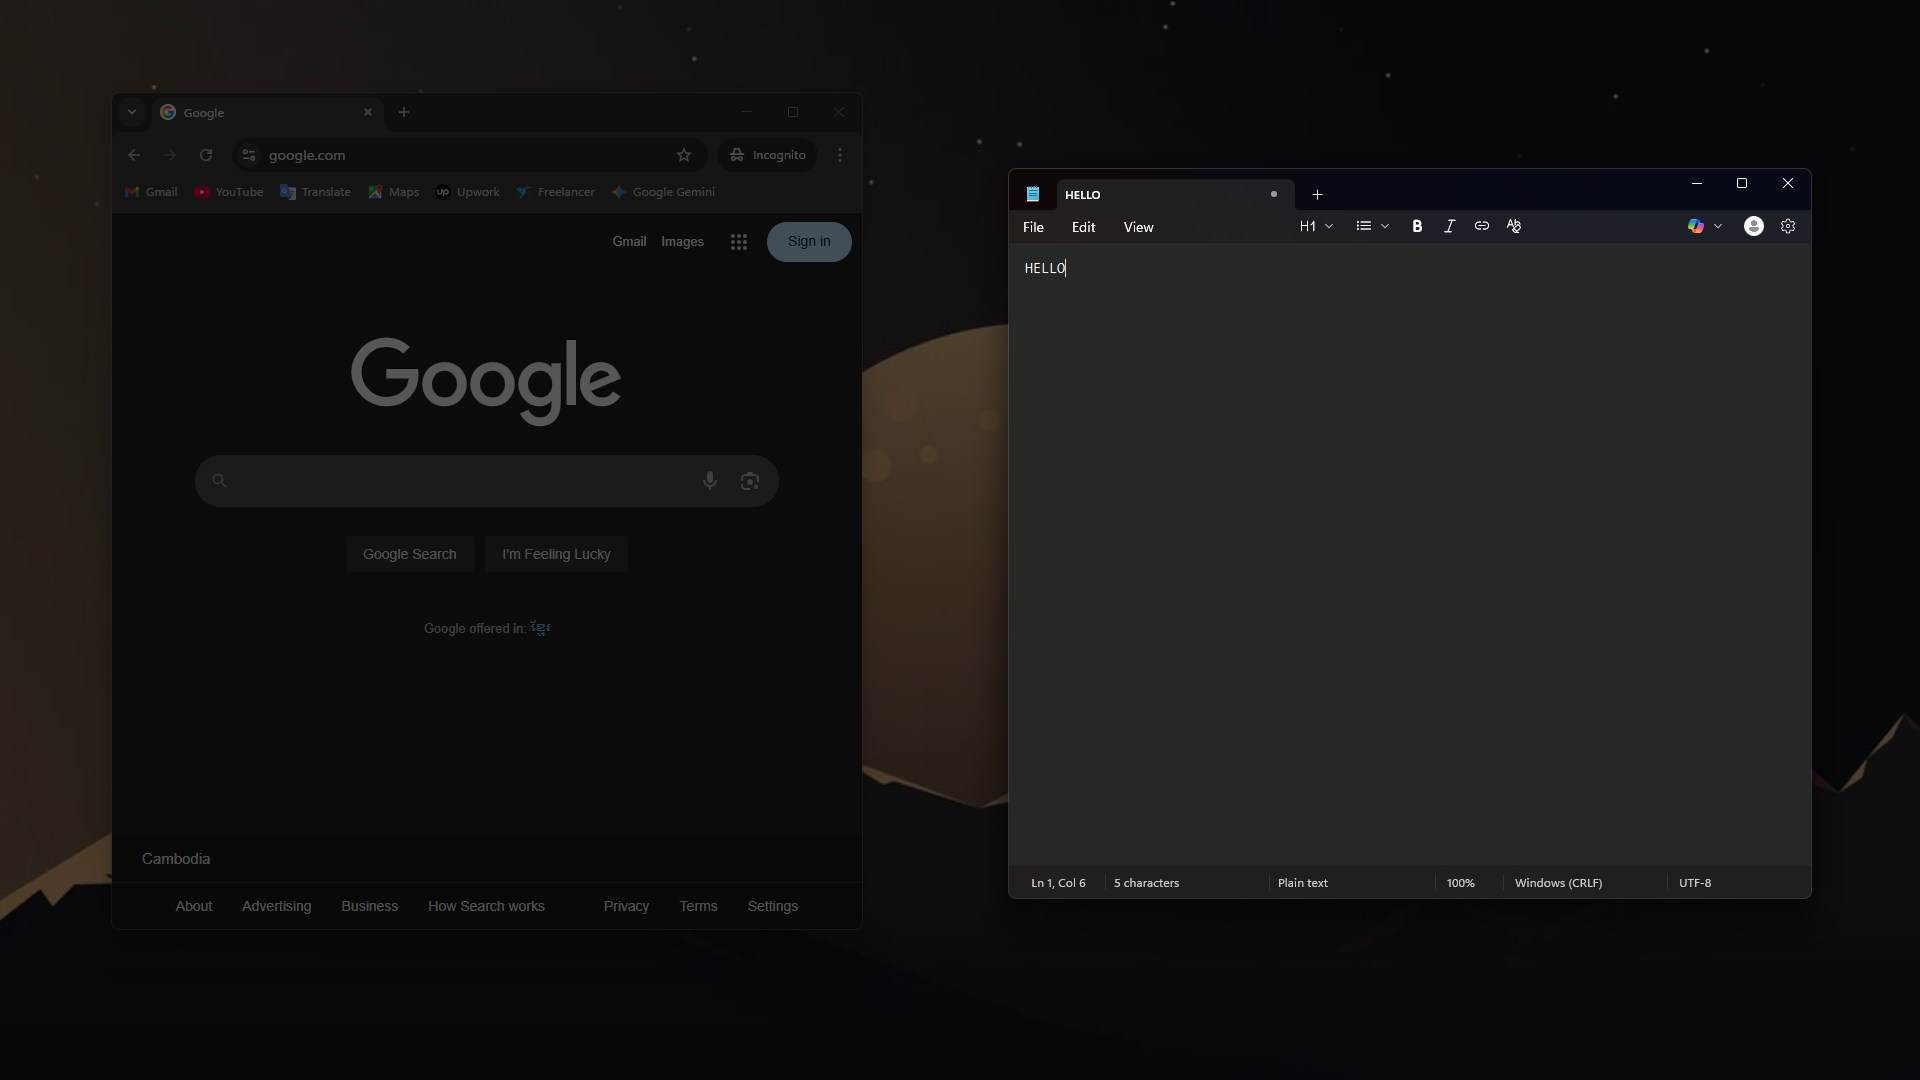 Google
google.com
Incognito
Gmail YouTube Translate Maps Upwork Freelancer Google Gemini
Gmail Images Sign in
Google
Google Search I'm Feeling Lucky
Google offered in: ខ្មែរ
Cambodia
About Advertising Business How Search works Privacy Terms Settings
HELLO
File Edit View H1 B I
HELLO
Ln 1, Col 6 5 characters Plain text 100% Windows (CRLF) UTF-8